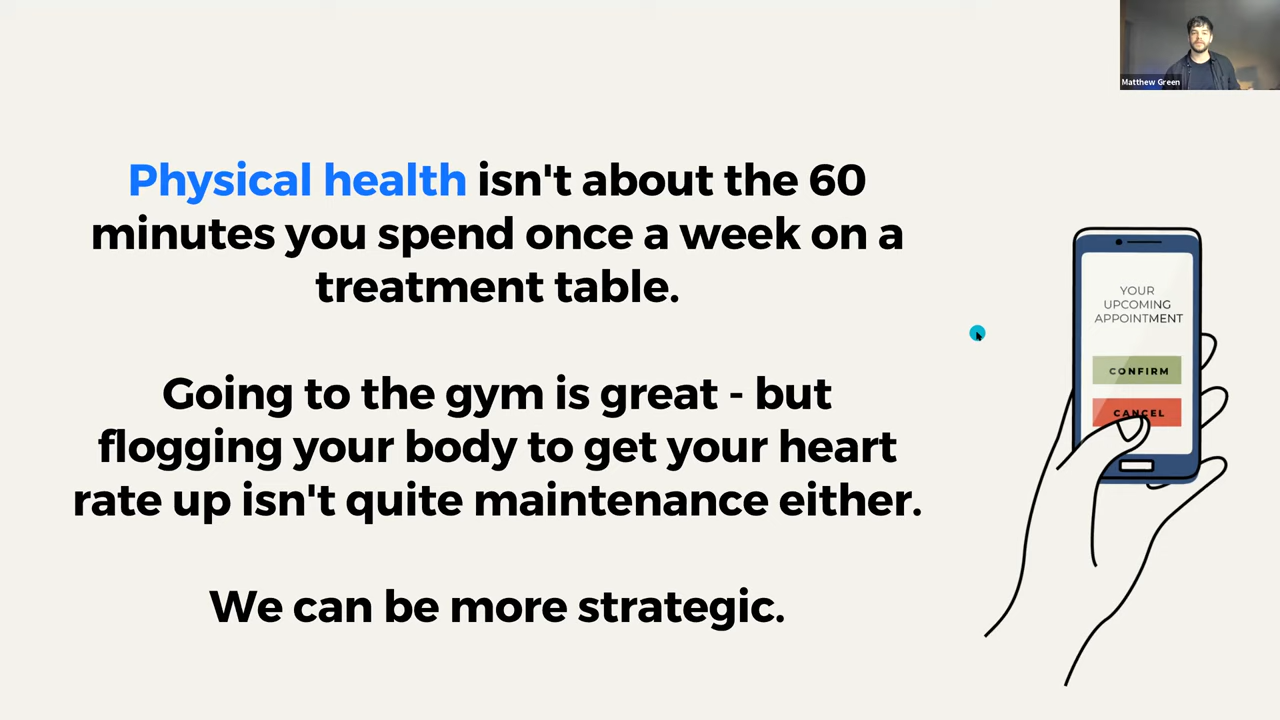 Matthew Green
Physical health isn't about the 60
minutes you spend once a week on a
treatment table.
Going to the gym is great - but
flogging your body to get your heart
rate up isn't quite maintenance either.
We can be more strategic.
YOUR
UPCOMING
APPOINTMENT
CONFIRM
CANCEL